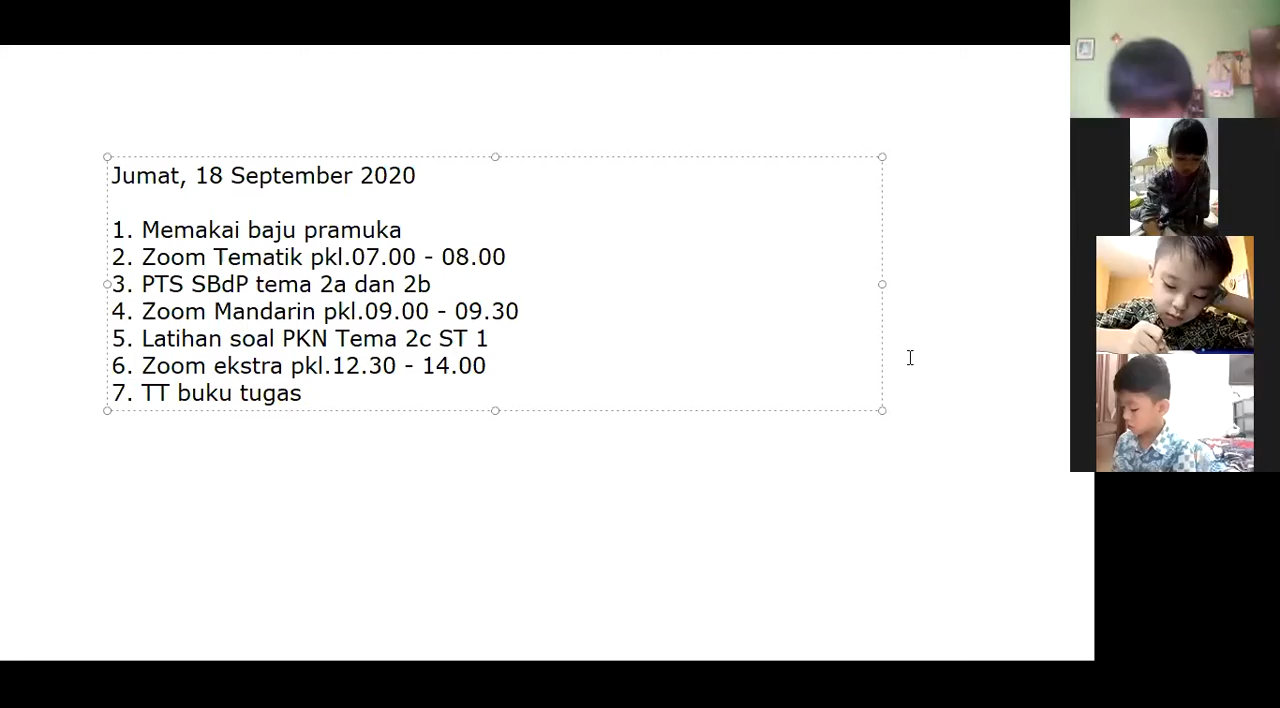 Jumat, 18 September 2020
1. Memakai baju pramuka
2. Zoom Tematik pkl.07.00 - 08.00
3. PTS SBdP tema 2a dan 2b
4. Zoom Mandarin pkl.09.00 - 09.30
5. Latihan soal PKN Tema 2c ST 1
6. Zoom ekstra pkl.12.30 - 14.00
7. TT buku tugas